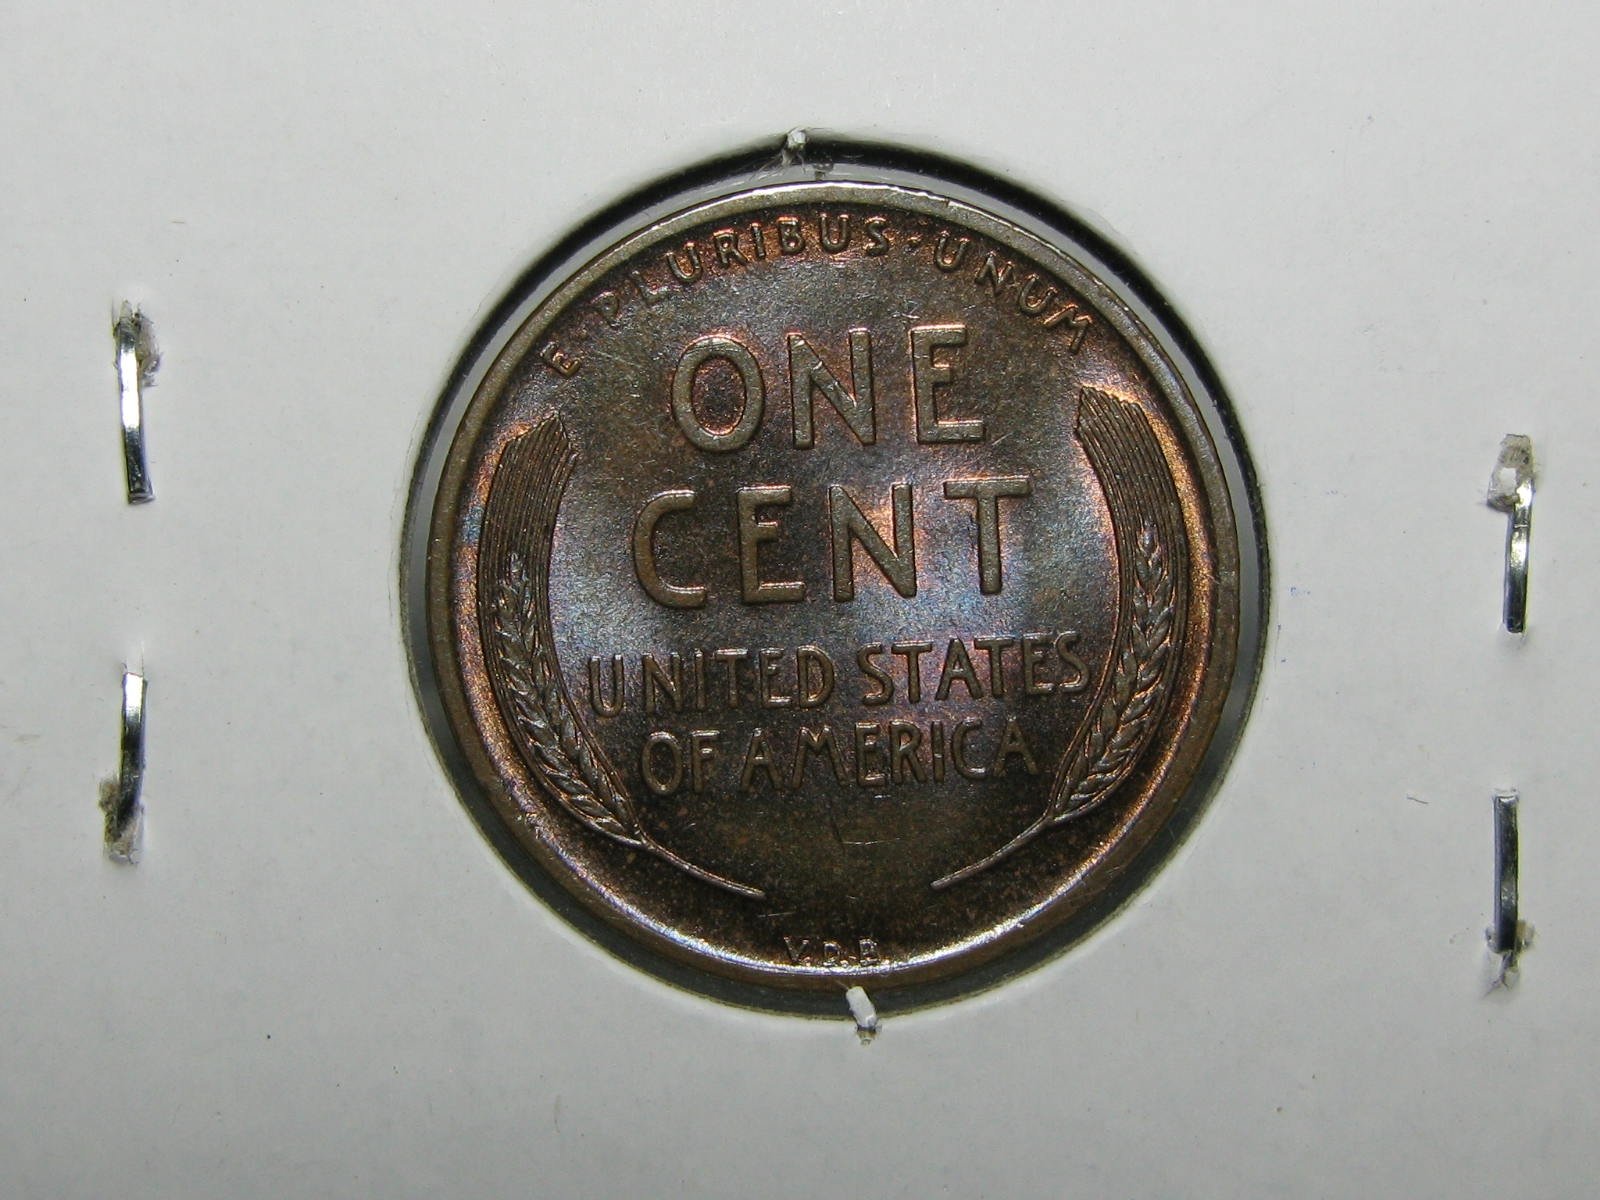 E PLURIBUS · UNUM
ONE
CENT
UNITED STATES
OF AMERICA
V.D.B.